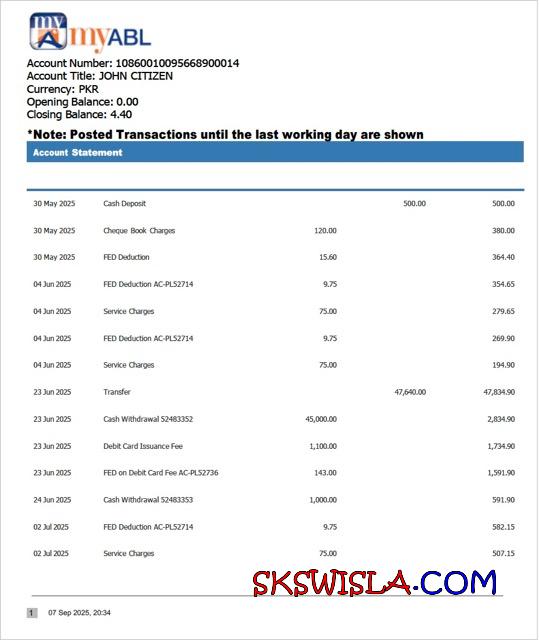 my
myABL
Account Number: 10860010095668900014
Account Title: JOHN CITIZEN
Currency: PKR
Opening Balance: 0.00
Closing Balance: 4.40
*Note: Posted Transactions until the last working day are shown
Account Statement
30 May 2025 Cash Deposit 500.00 500.00
30 May 2025 Cheque Book Charges 120.00 380.00
30 May 2025 FED Deduction 15.60 364.40
04 Jun 2025 FED Deduction AC-PL52714 9.75 354.65
04 Jun 2025 Service Charges 75.00 279.65
04 Jun 2025 FED Deduction AC-PL52714 9.75 269.90
04 Jun 2025 Service Charges 75.00 194.90
23 Jun 2025 Transfer 47,640.00 47,834.90
23 Jun 2025 Cash Withdrawal 52483352 45,000.00 2,834.90
23 Jun 2025 Debit Card Issuance Fee 1,100.00 1,734.90
23 Jun 2025 FED on Debit Card Fee AC-PL52736 143.00 1,591.90
24 Jun 2025 Cash Withdrawal 52483353 1,000.00 591.90
02 Jul 2025 FED Deduction AC-PL52714 9.75 582.15
02 Jul 2025 Service Charges 75.00 507.15
SKSWISLA.COM
1 07 Sep 2025, 20:34